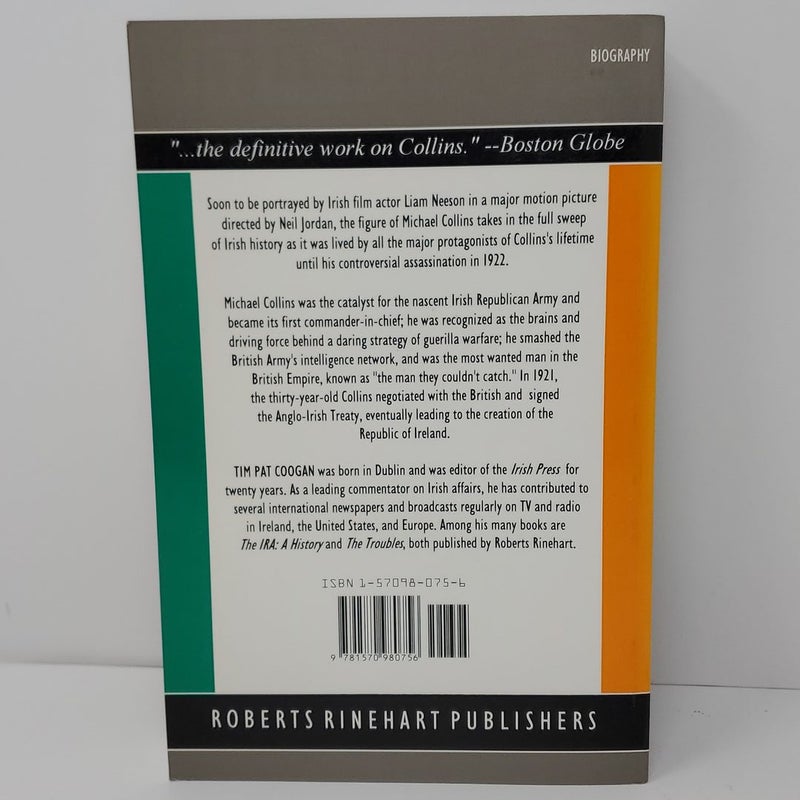 BIOGRAPHY
"...the definitive work on Collins." --Boston Globe
Soon to be portrayed by Irish film actor Liam Neeson in a major motion picture
directed by Neil Jordan, the figure of Michael Collins takes in the full sweep
of Irish history as it was lived by all the major protagonists of Collins's lifetime
until his controversial assassination in 1922.
Michael Collins was the catalyst for the nascent Irish Republican Army and
became its first commander-in-chief; he was recognized as the brains and
driving force behind a daring strategy of guerilla warfare; he smashed the
British Army's intelligence network, and was the most wanted man in the
British Empire, known as "the man they couldn't catch." In 1921,
the thirty-year-old Collins negotiated with the British and signed
the Anglo-Irish Treaty, eventually leading to the creation of the
Republic of Ireland.
TIM PAT COOGAN was born in Dublin and was editor of the Irish Press for
twenty years. As a leading commentator on Irish affairs, he has contributed to
several international newspapers and broadcasts regularly on TV and radio
in Ireland, the United States, and Europe. Among his many books are
The IRA: A History and The Troubles, both published by Roberts Rinehart.
ISBN 1-57098-075-6
9 781570 980756
ROBERTS RINEHART PUBLISHERS